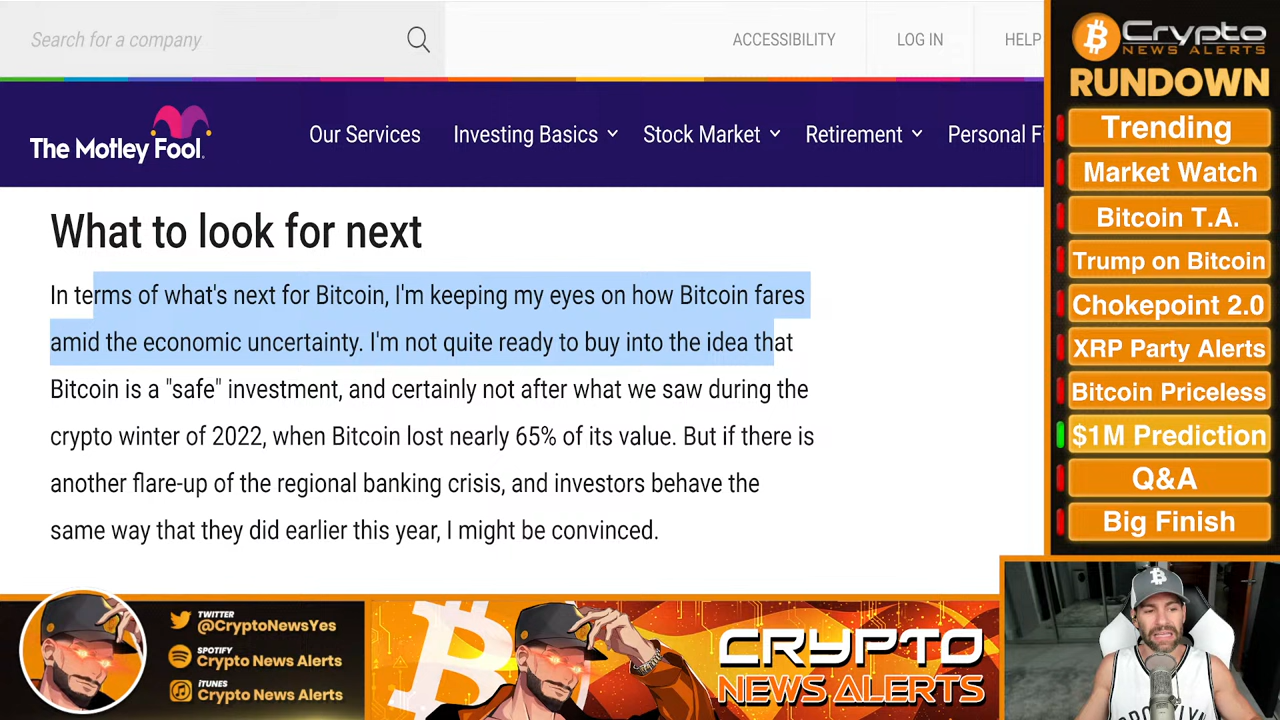 Search for a company
ACCESSIBILITY
LOG IN
HELP
The Motley Fool.
Our Services
Investing Basics
Stock Market
Retirement
Personal Fi
What to look for next
In terms of what's next for Bitcoin, I'm keeping my eyes on how Bitcoin fares
amid the economic uncertainty. I'm not quite ready to buy into the idea that
Bitcoin is a "safe" investment, and certainly not after what we saw during the
crypto winter of 2022, when Bitcoin lost nearly 65% of its value. But if there is
another flare-up of the regional banking crisis, and investors behave the
same way that they did earlier this year, I might be convinced.
Crypto
NEWS ALERTS
RUNDOWN
Trending
Market Watch
Bitcoin T.A.
Trump on Bitcoin
Chokepoint 2.0
XRP Party Alerts
Bitcoin Priceless
$1M Prediction
Q&A
Big Finish
TWITTER
@CryptoNewsYes
SPOTIFY
Crypto News Alerts
iTUNES
Crypto News Alerts
CRYPTO
NEWS ALERTS